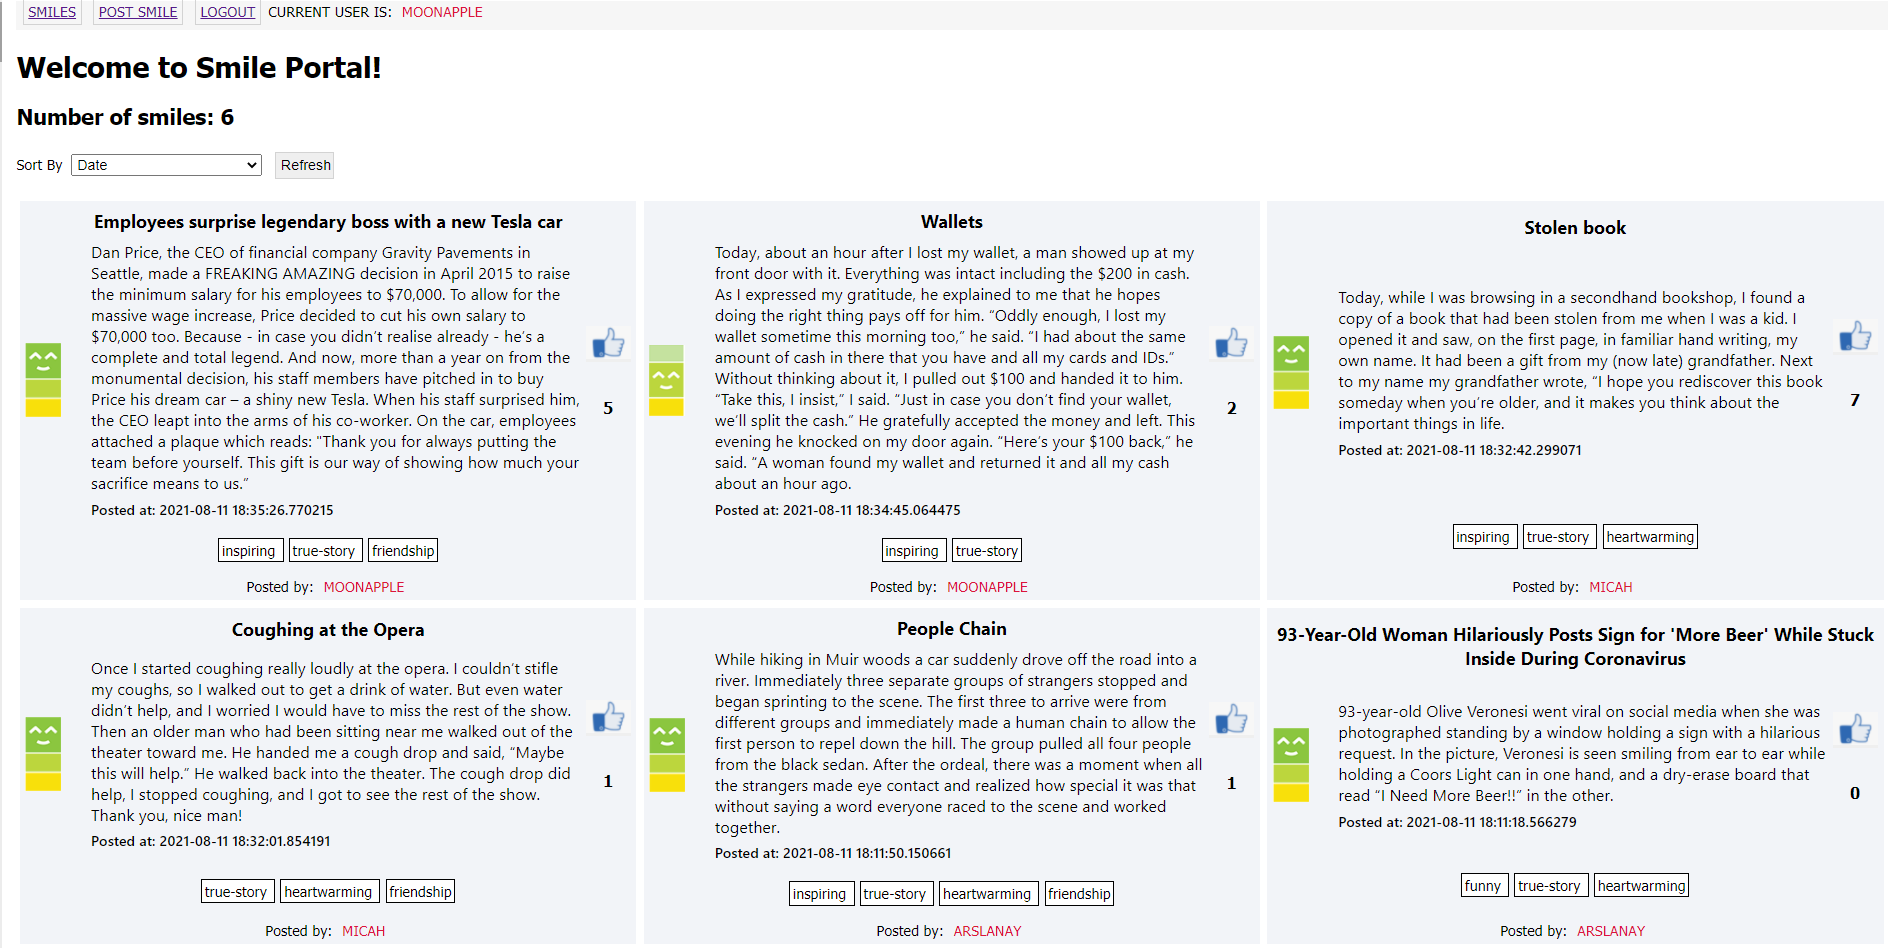 SMILES POST SMILE LOGOUT CURRENT USER IS: MOONAPPLE
Welcome to Smile Portal!
Number of smiles: 6
Sort By Date Refresh
Employees surprise legendary boss with a new Tesla car
Dan Price, the CEO of financial company Gravity Pavements in
Seattle, made a FREAKING AMAZING decision in April 2015 to raise
the minimum salary for his employees to $70,000. To allow for the
massive wage increase, Price decided to cut his own salary to
$70,000 too. Because - in case you didn’t realise already - he’s a
complete and total legend. And now, more than a year on from the
monumental decision, his staff members have pitched in to buy
Price his dream car – a shiny new Tesla. When his staff surprised him,
the CEO leapt into the arms of his co-worker. On the car, employees
attached a plaque which reads: "Thank you for always putting the
team before yourself. This gift is our way of showing how much your
sacrifice means to us.”
Posted at: 2021-08-11 18:35:26.770215
5
inspiring true-story friendship
Posted by: MOONAPPLE
Wallets
Today, about an hour after I lost my wallet, a man showed up at my
front door with it. Everything was intact including the $200 in cash.
As I expressed my gratitude, he explained to me that he hopes
doing the right thing pays off for him. “Oddly enough, I lost my
wallet sometime this morning too,” he said. “I had about the same
amount of cash in there that you have and all my cards and IDs.”
Without thinking about it, I pulled out $100 and handed it to him.
“Take this, I insist,” I said. “Just in case you don’t find your wallet,
we’ll split the cash.” He gratefully accepted the money and left. This
evening he knocked on my door again. “Here’s your $100 back,” he
said. “A woman found my wallet and returned it and all my cash
about an hour ago.
Posted at: 2021-08-11 18:34:45.064475
2
inspiring true-story
Posted by: MOONAPPLE
Stolen book
Today, while I was browsing in a secondhand bookshop, I found a
copy of a book that had been stolen from me when I was a kid. I
opened it and saw, on the first page, in familiar hand writing, my
own name. It had been a gift from my (now late) grandfather. Next
to my name my grandfather wrote, “I hope you rediscover this book
someday when you’re older, and it makes you think about the
important things in life.
Posted at: 2021-08-11 18:32:42.299071
7
inspiring true-story heartwarming
Posted by: MICAH
Coughing at the Opera
Once I started coughing really loudly at the opera. I couldn’t stifle
my coughs, so I walked out to get a drink of water. But even water
didn’t help, and I worried I would have to miss the rest of the show.
Then an older man who had been sitting near me walked out of the
theater toward me. He handed me a cough drop and said, “Maybe
this will help.” He walked back into the theater. The cough drop did
help, I stopped coughing, and I got to see the rest of the show.
Thank you, nice man!
Posted at: 2021-08-11 18:32:01.854191
1
true-story heartwarming friendship
Posted by: MICAH
People Chain
While hiking in Muir woods a car suddenly drove off the road into a
river. Immediately three separate groups of strangers stopped and
began sprinting to the scene. The first three to arrive were from
different groups and immediately made a human chain to allow the
first person to repel down the hill. The group pulled all four people
from the black sedan. After the ordeal, there was a moment when all
the strangers made eye contact and realized how special it was that
without saying a word everyone raced to the scene and worked
together.
Posted at: 2021-08-11 18:11:50.150661
1
inspiring true-story heartwarming friendship
Posted by: ARSLANAY
93-Year-Old Woman Hilariously Posts Sign for 'More Beer' While Stuck
Inside During Coronavirus
93-year-old Olive Veronesi went viral on social media when she was
photographed standing by a window holding a sign with a hilarious
request. In the picture, Veronesi is seen smiling from ear to ear while
holding a Coors Light can in one hand, and a dry-erase board that
read “I Need More Beer!!” in the other.
Posted at: 2021-08-11 18:11:18.566279
0
funny true-story heartwarming
Posted by: ARSLANAY